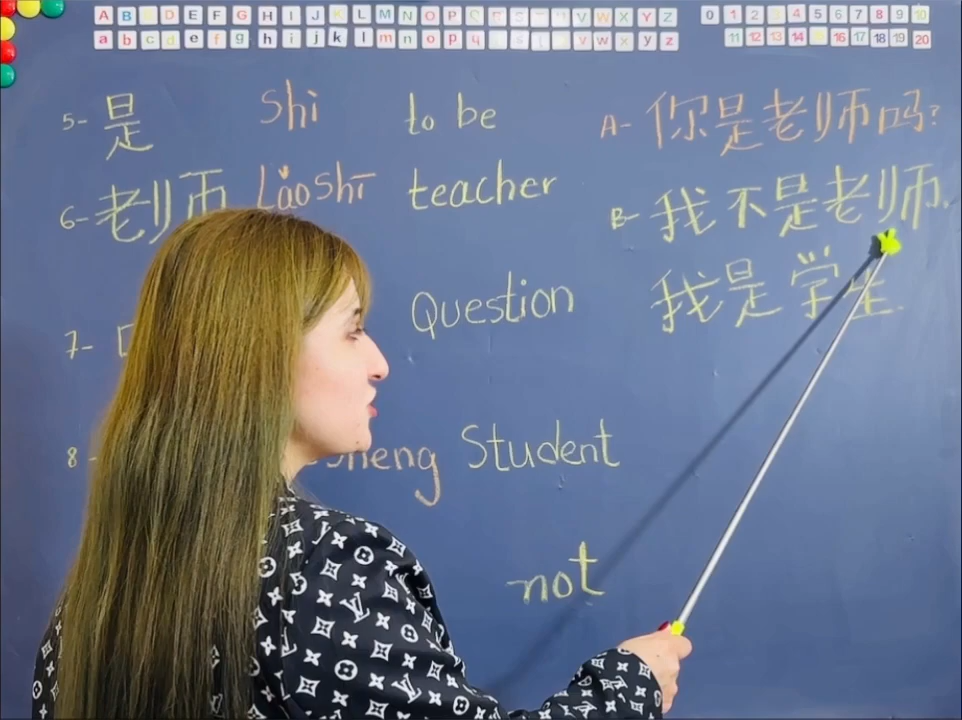 A B C D E F G H I J K L M N O P Q R S T U V W X Y Z
a b c d e f g h i j k l m n o p q r s t u v w x y z
0 1 2 3 4 5 6 7 8 9 10
11 12 13 14 15 16 17 18 19 20
5- 是 Shi to be
6- 老师 Lǎoshī teacher
7- Question
8- sheng Student
not
A- 你是老师吗?
B- 我不是老师.
我是学生.